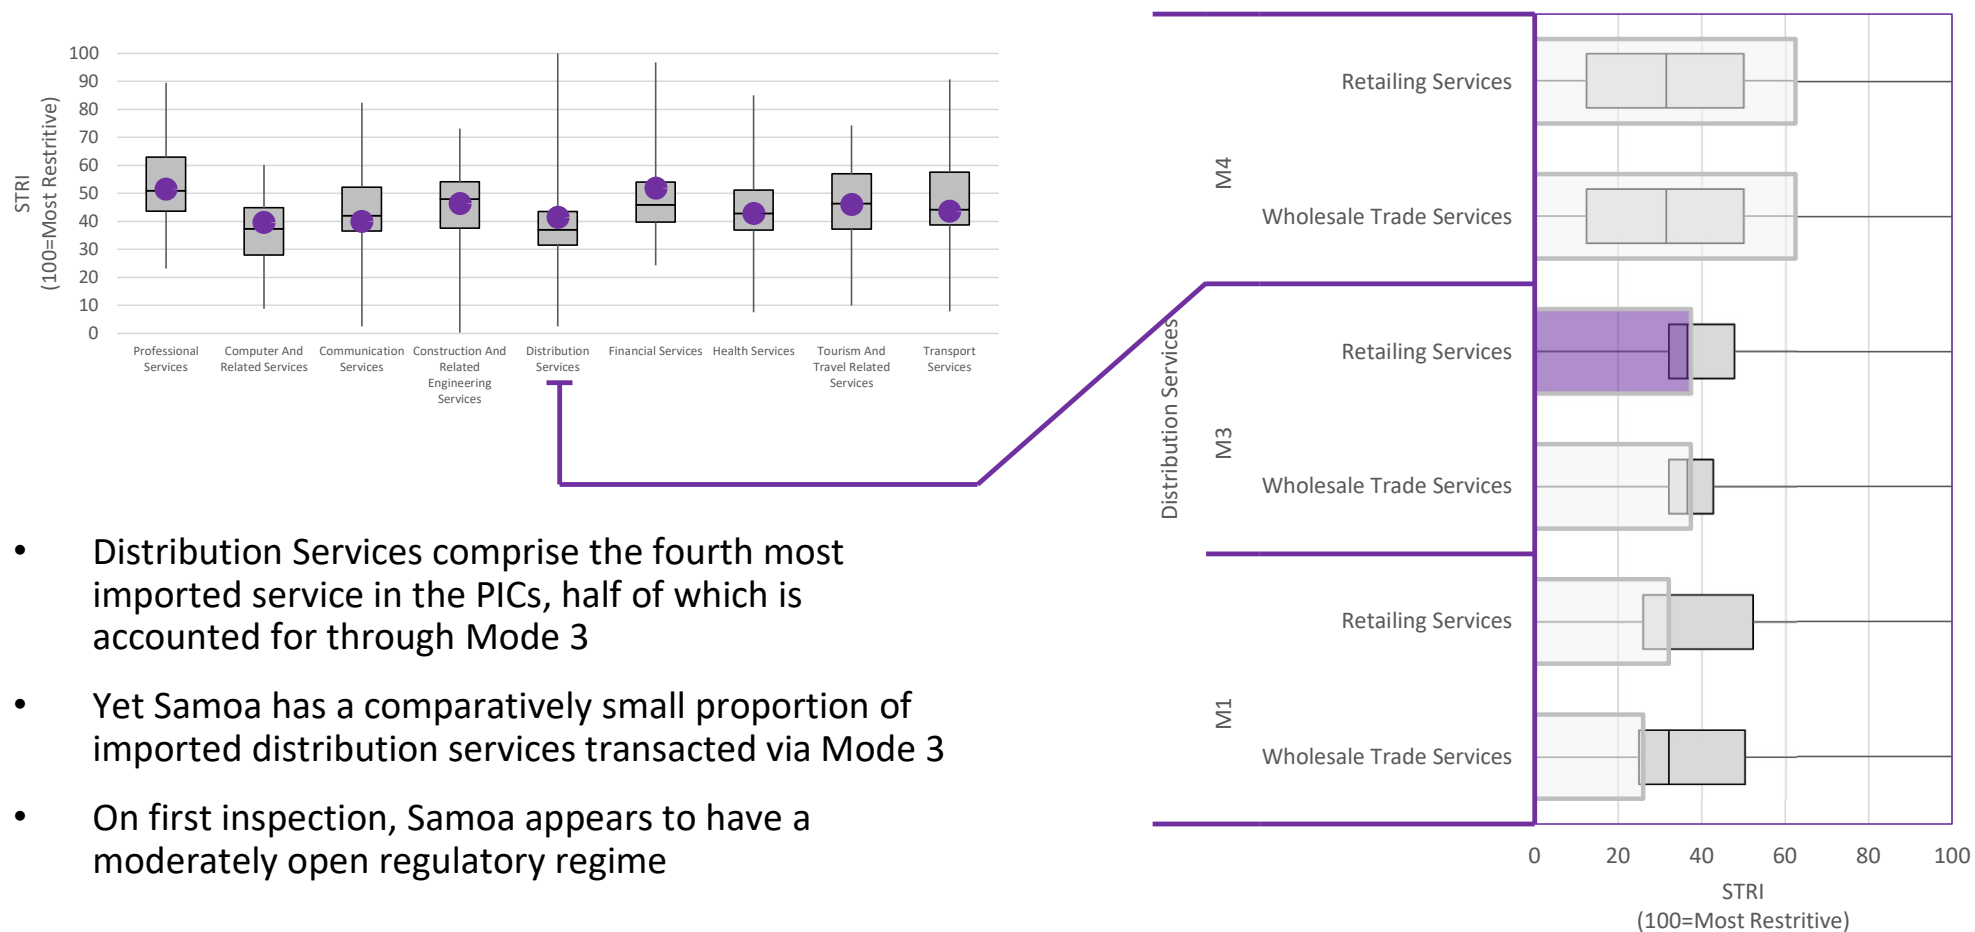 100
90
80
70
60
50
40
30
20
10
0
STRI
(100=Most Restritive)
Professional
Services
Computer And
Related Services
Communication
Services
Construction And
Related
Engineering
Services
Distribution
Services
Financial Services
Health Services
Tourism And
Travel Related
Services
Transport
Services
• Distribution Services comprise the fourth most
imported service in the PICs, half of which is
accounted for through Mode 3
• Yet Samoa has a comparatively small proportion of
imported distribution services transacted via Mode 3
• On first inspection, Samoa appears to have a
moderately open regulatory regime
Distribution Services
M4
Retailing Services
Wholesale Trade Services
M3
Retailing Services
Wholesale Trade Services
M1
Retailing Services
Wholesale Trade Services
0 20 40 60 80 100
STRI
(100=Most Restritive)